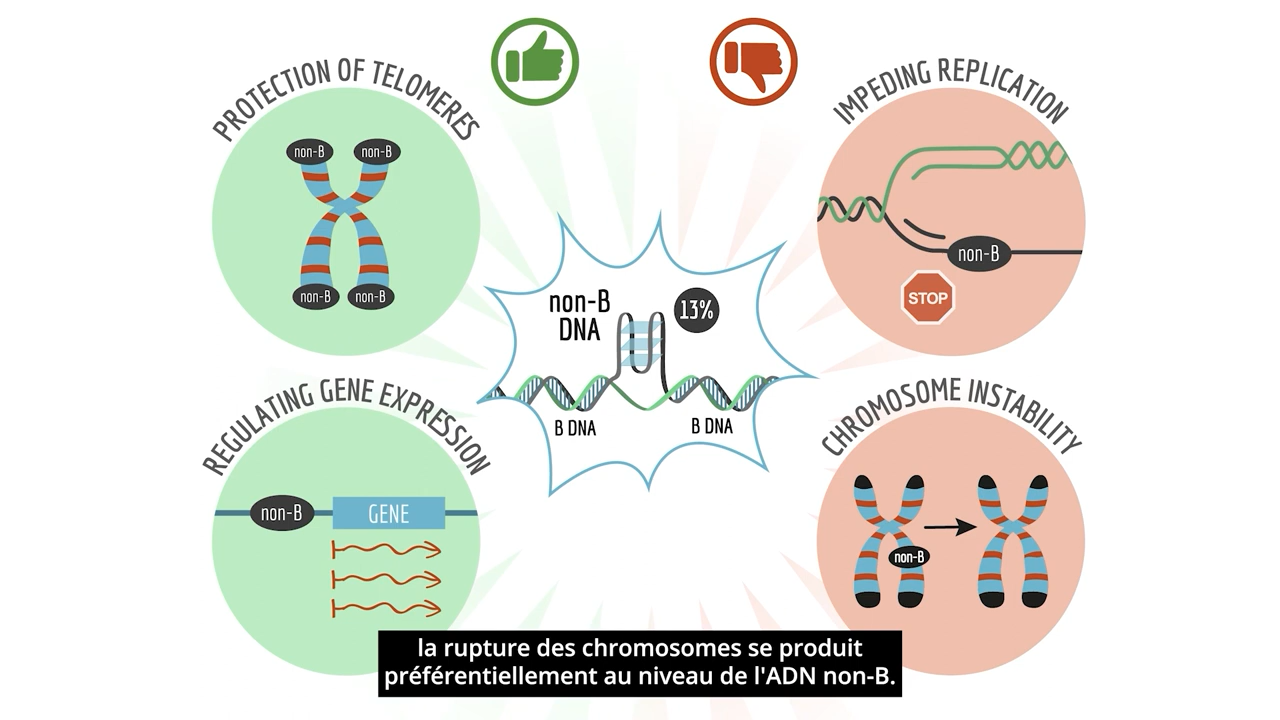 PROTECTION OF TELOMERES
non-B
non-B
non-B
non-B
IMPEDING REPLICATION
non-B
STOP
non-B
DNA
13%
B DNA
B DNA
REGULATING GENE EXPRESSION
non-B
GENE
CHROMOSOME INSTABILITY
non-B
la rupture des chromosomes se produit
préférentiellement au niveau de l'ADN non-B.